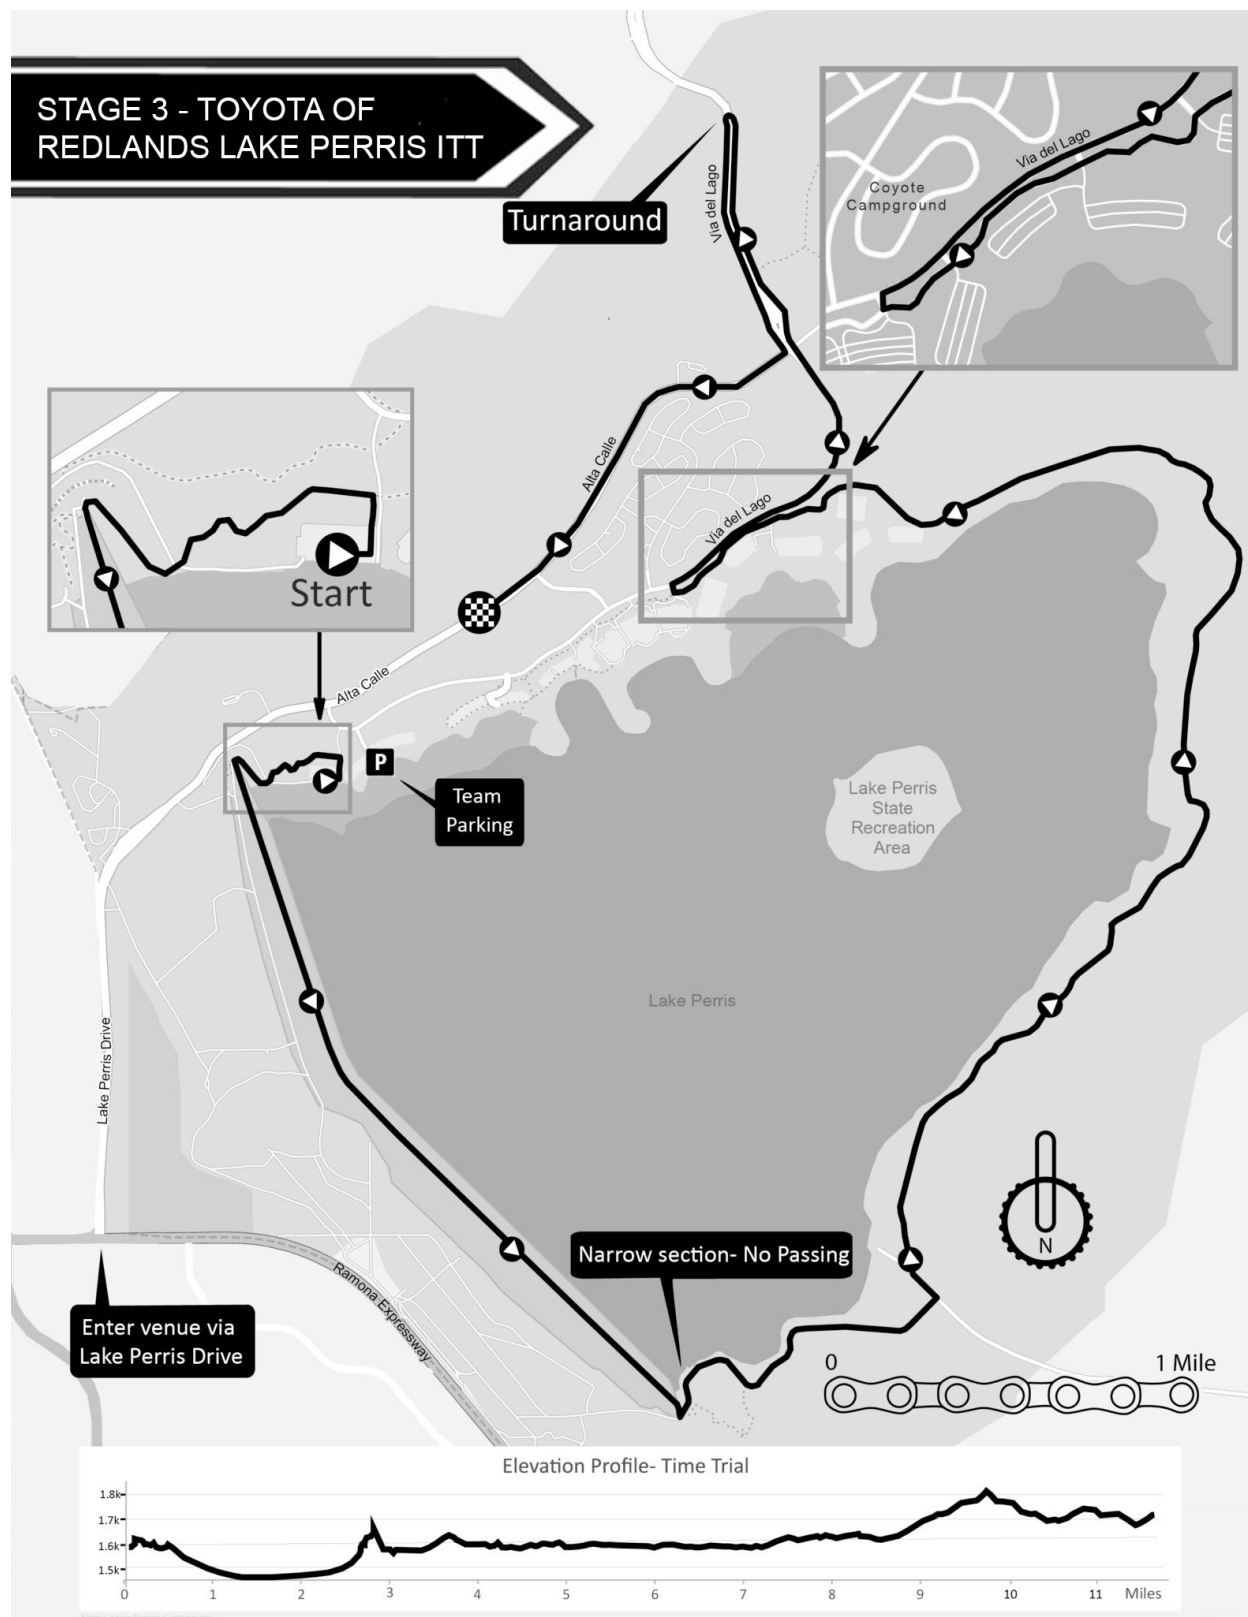 STAGE 3 - TOYOTA OF
REDLANDS LAKE PERRIS ITT
Turnaround
Via del Lago
Via del Lago
Coyote
Campground
Alta Calle
Via del Lago
Start
Alta Calle
P
Team
Parking
Lake Perris
State
Recreation
Area
Lake Perris
Lake Perris Drive
N
Narrow section- No Passing
Ramona Expressway
Enter venue via
Lake Perris Drive
0 1 Mile
Elevation Profile- Time Trial
1.8k
1.7k
1.6k
1.5k
0 1 2 3 4 5 6 7 8 9 10 11 Miles